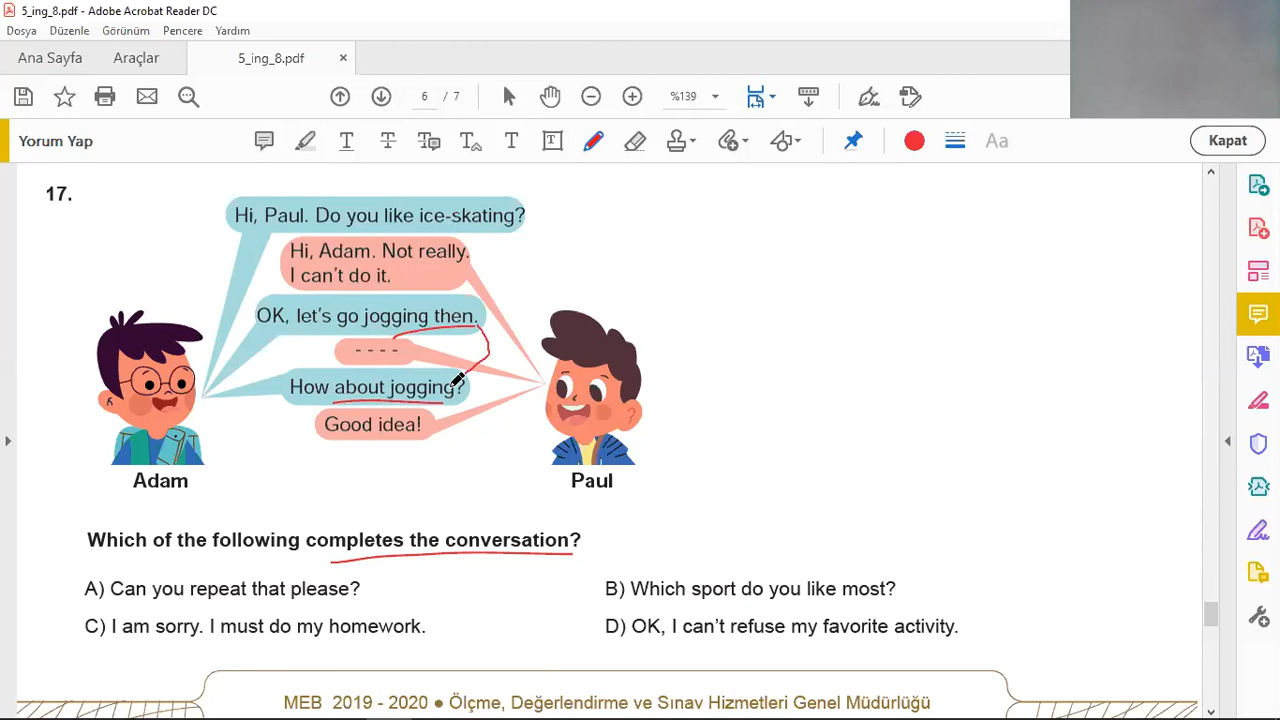 5_ing_8.pdf - Adobe Acrobat Reader DC
Dosya Düzenle Görünüm Pencere Yardım
Ana Sayfa Araçlar 5_ing_8.pdf ×
6 / 7 %139
Yorum Yap Aa Kapat
17.
Hi, Paul. Do you like ice-skating?
Hi, Adam. Not really.
I can't do it.
OK, let's go jogging then.
- - - -
How about jogging?
Good idea!
Adam Paul
Which of the following completes the conversation?
A) Can you repeat that please? B) Which sport do you like most?
C) I am sorry. I must do my homework. D) OK, I can't refuse my favorite activity.
MEB 2019 - 2020 ● Ölçme, Değerlendirme ve Sınav Hizmetleri Genel Müdürlüğü